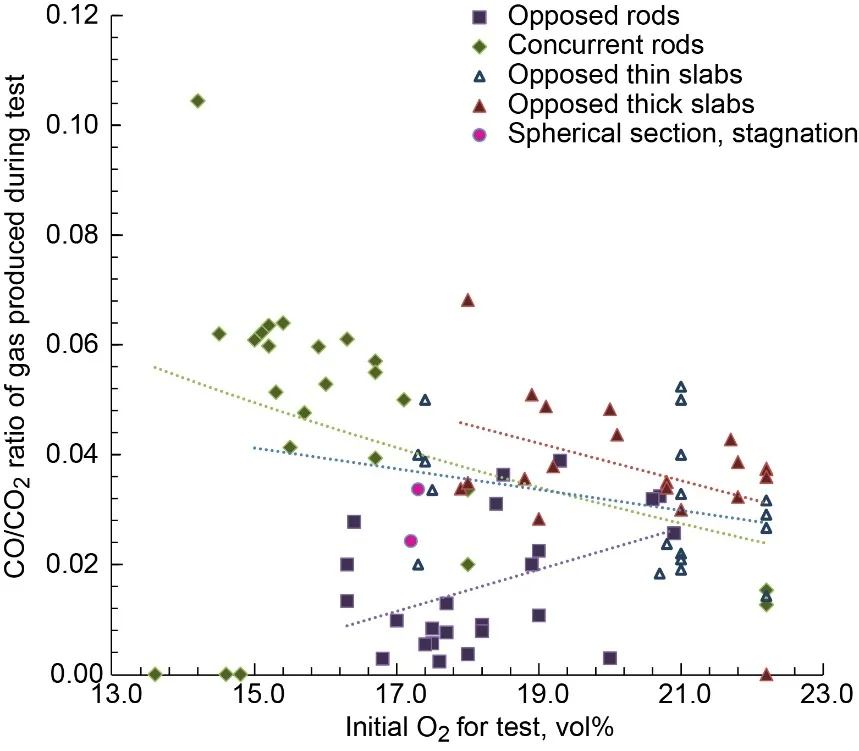 0.12
0.10
0.08
0.06
0.04
0.02
0.00
CO/CO2 ratio of gas produced during test
Opposed rods
Concurrent rods
Opposed thin slabs
Opposed thick slabs
Spherical section, stagnation
13.0 15.0 17.0 19.0 21.0 23.0
Initial O2 for test, vol%